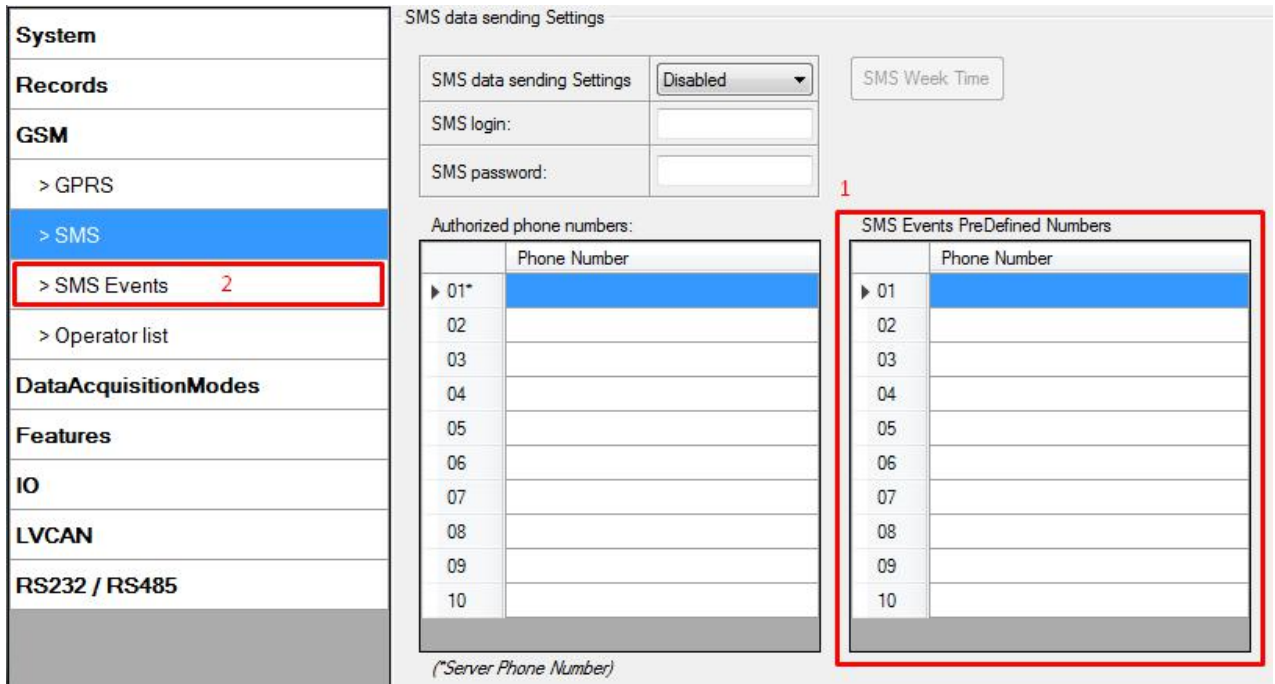 System
Records
GSM
> GPRS
> SMS
> SMS Events 2
> Operator list
DataAcquisitionModes
Features
IO
LVCAN
RS232 / RS485
SMS data sending Settings
SMS data sending Settings Disabled
SMS Week Time
SMS login:
SMS password:
Authorized phone numbers:
Phone Number
01*
02
03
04
05
06
07
08
09
10
(*Server Phone Number)
1
SMS Events PreDefined Numbers
Phone Number
01
02
03
04
05
06
07
08
09
10